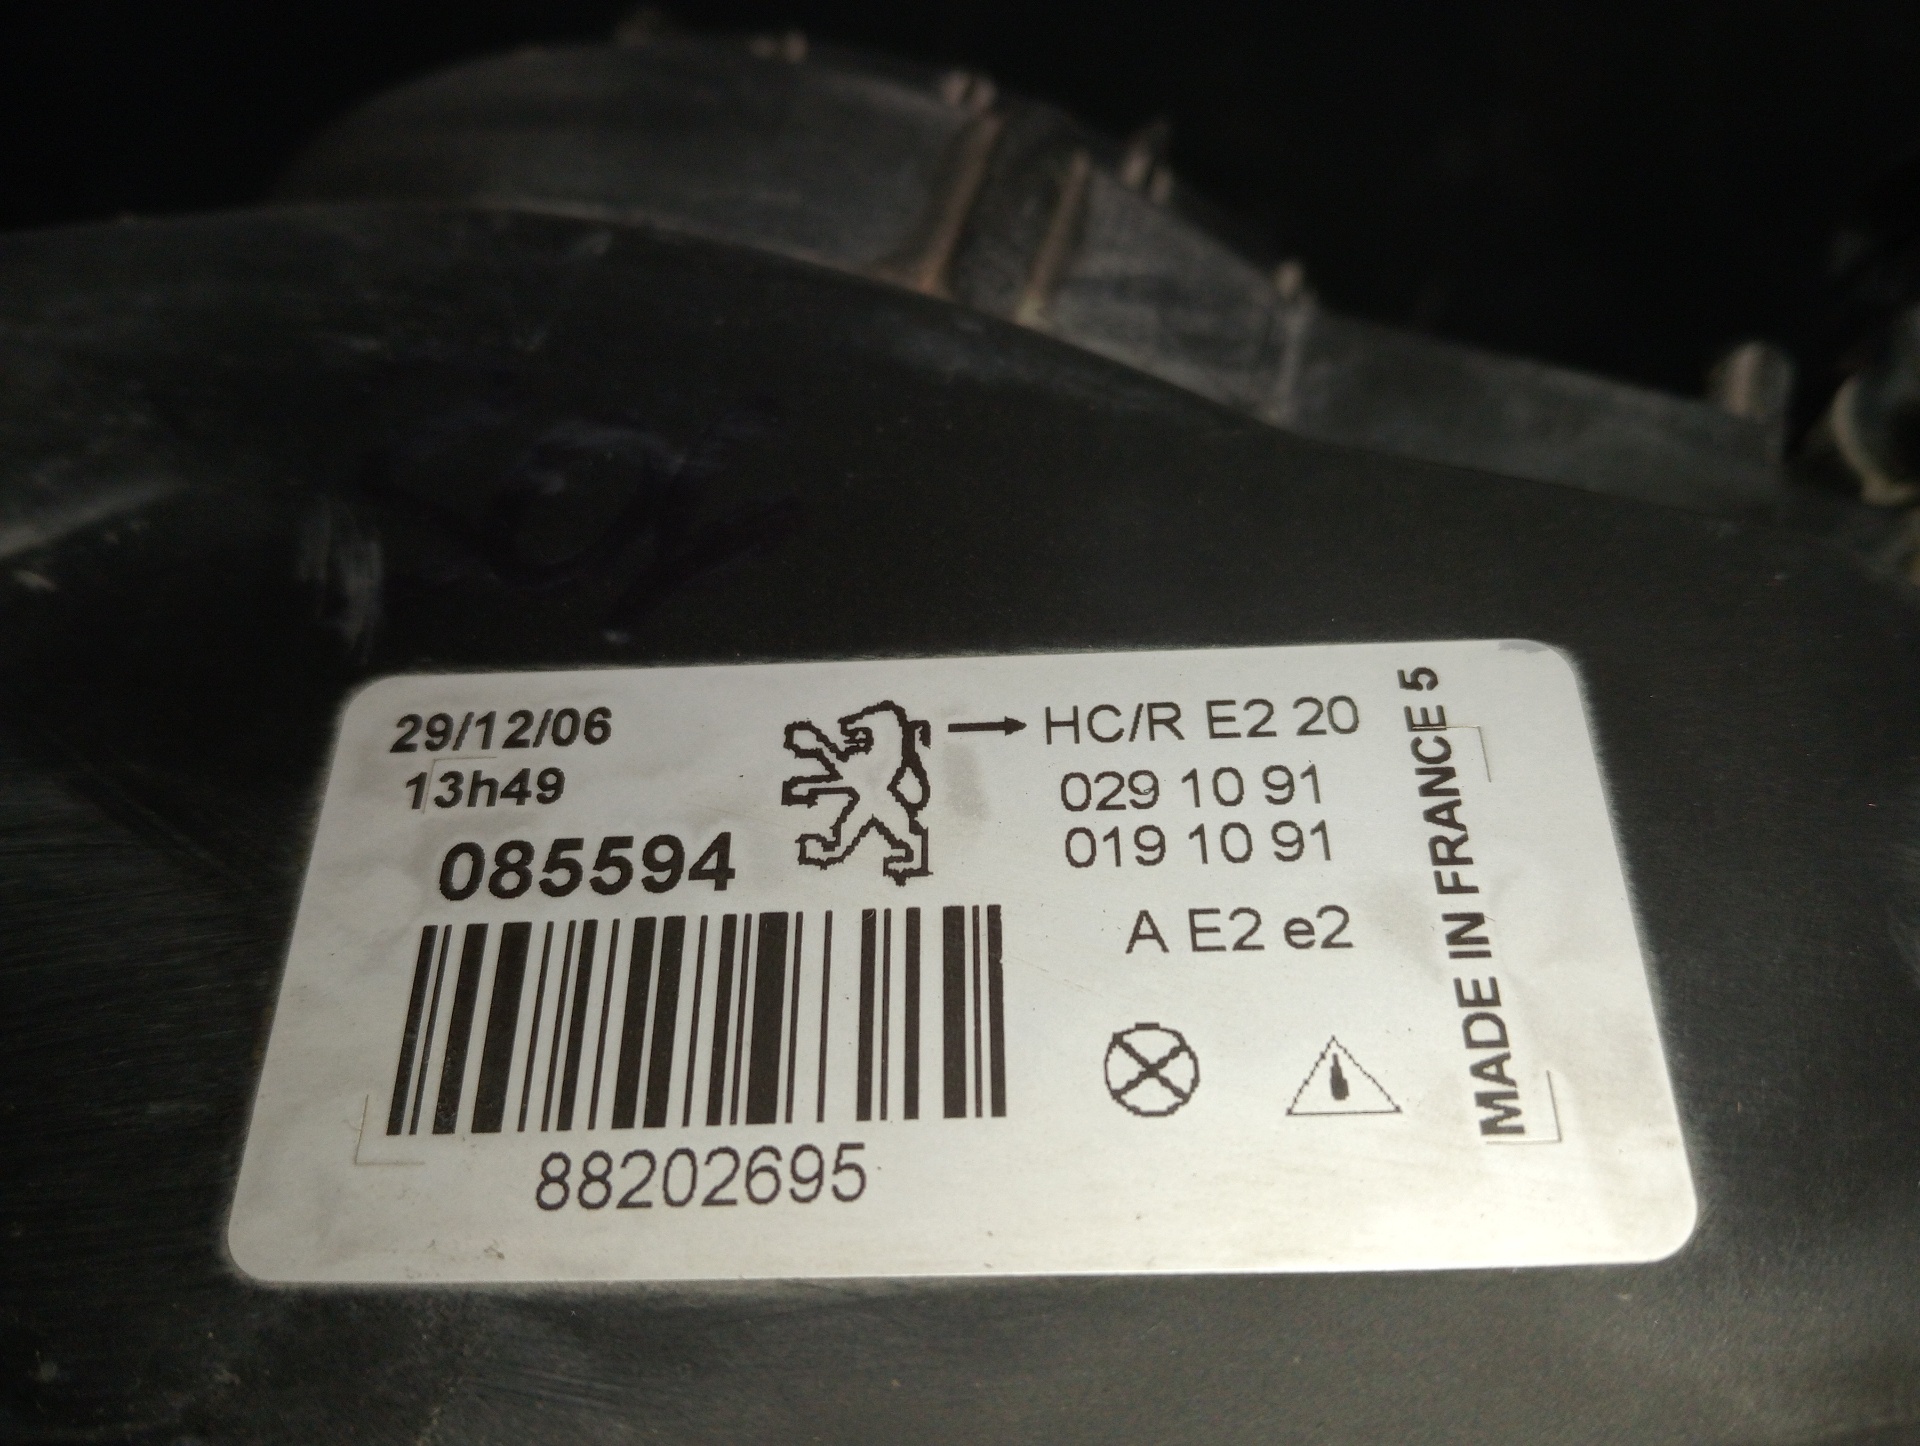 29/12/06
13h49
085594
88202695
HC/R E2 20
029 10 91
019 10 91
A E2 e2
MADE IN FRANCE 5